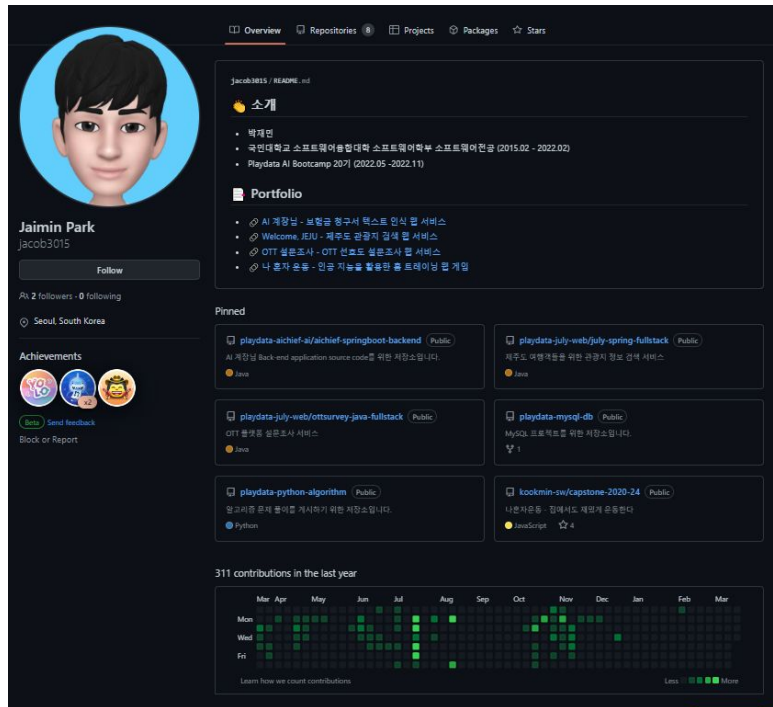 Overview Repositories 8 Projects Packages Stars
jacob3015 / README.md
소개
박재민
국민대학교 소프트웨어융합대학 소프트웨어학부 소프트웨어전공 (2015.02 - 2022.02)
Playdata AI Bootcamp 20기 (2022.05 -2022.11)
Portfolio
AI 계장님 - 보험금 청구서 텍스트 인식 웹 서비스
Welcome, JEJU - 제주도 관광지 검색 웹 서비스
OTT 설문조사 - OTT 선호도 설문조사 웹 서비스
나 혼자 운동 - 인공 지능을 활용한 홈 트레이닝 웹 게임
Jaimin Park
jacob3015
Follow
2 followers · 0 following
Seoul, South Korea
Achievements
YOLO
x2
Beta Send feedback
Block or Report
Pinned
playdata-aichief-ai/aichief-springboot-backend Public
AI 계장님 Back-end application source code를 위한 저장소입니다.
Java
playdata-july-web/july-spring-fullstack Public
제주도 여행객들을 위한 관광지 정보 검색 서비스
Java
playdata-july-web/ottsurvey-java-fullstack Public
OTT 플랫폼 설문조사 서비스
Java
playdata-mysql-db Public
MySQL 프로젝트를 위한 저장소입니다.
1
playdata-python-algorithm Public
알고리즘 문제 풀이를 게시하기 위한 저장소입니다.
Python
kookmin-sw/capstone-2020-24 Public
나혼자운동 - 집에서도 재밌게 운동한다
JavaScript 4
311 contributions in the last year
Mar Apr May Jun Jul Aug Sep Oct Nov Dec Jan Feb Mar
Mon
Wed
Fri
Learn how we count contributions
Less More